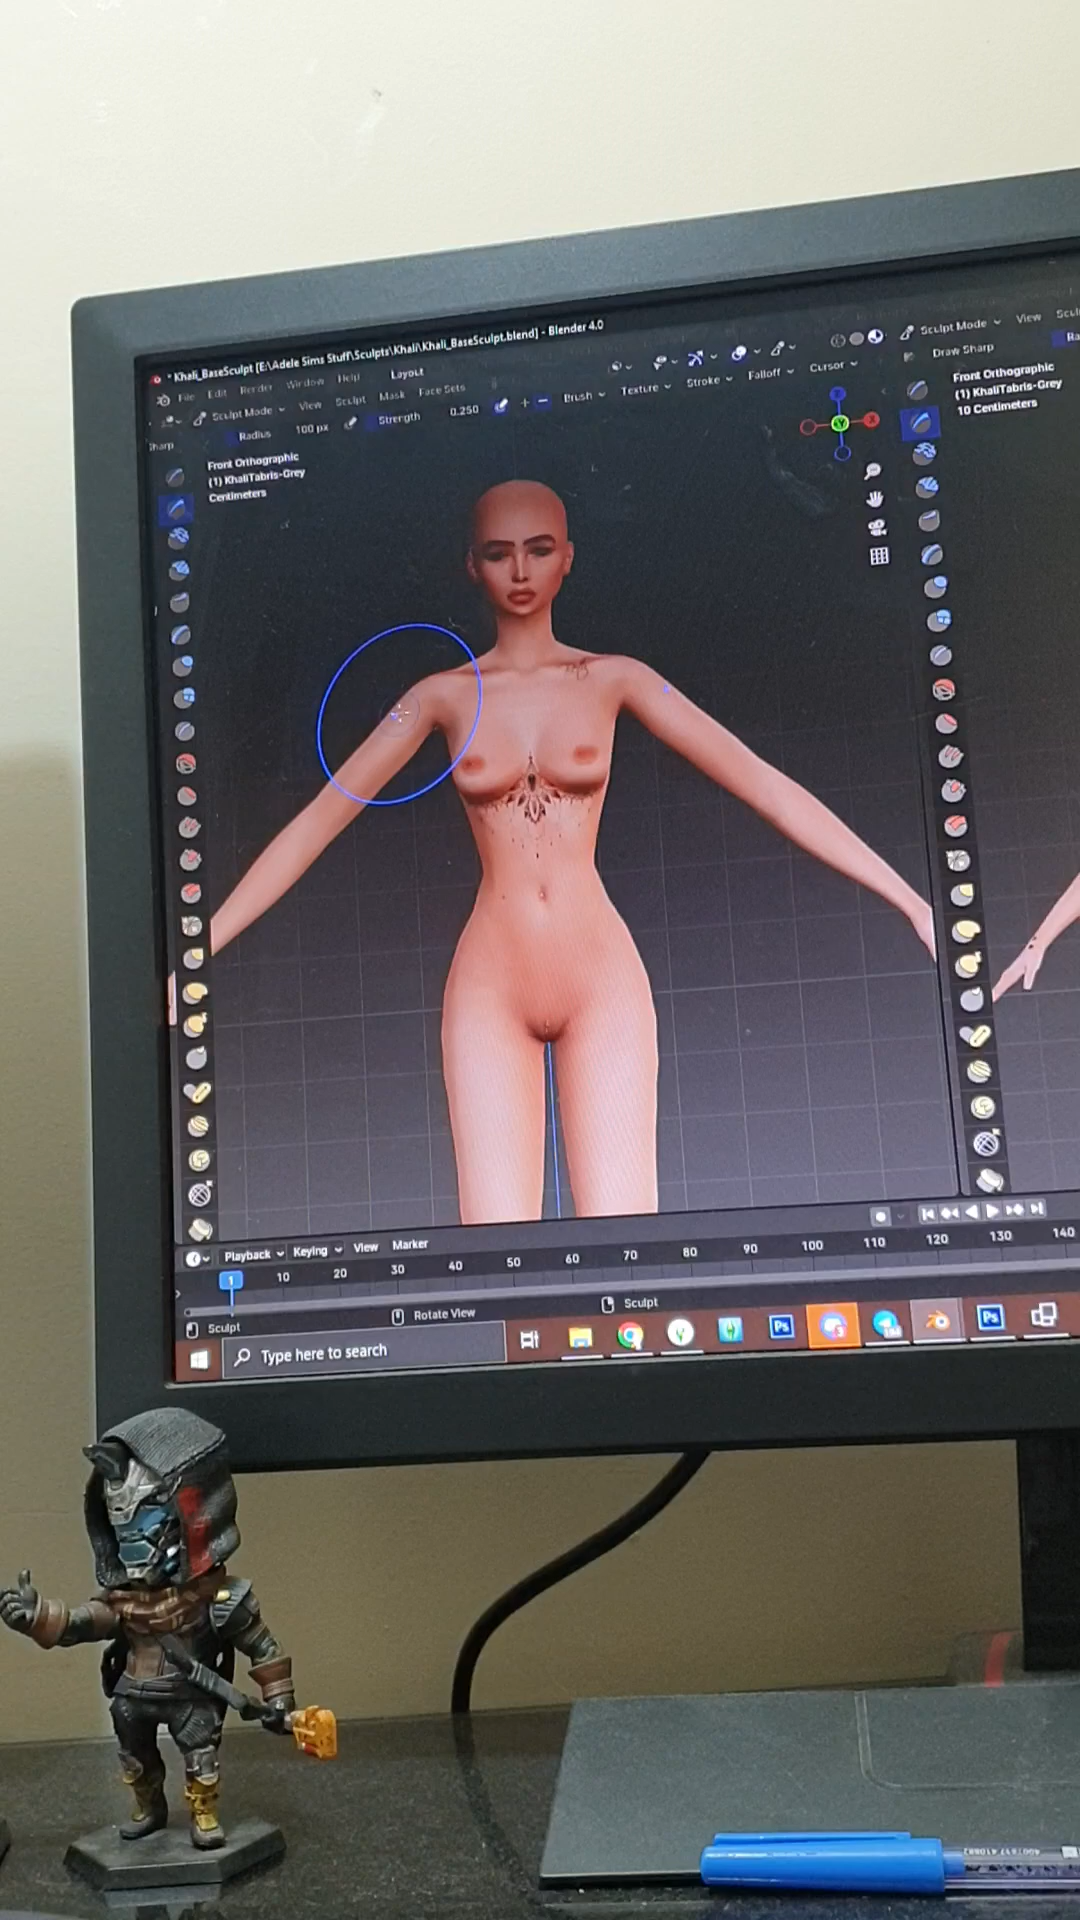 * Khali_BaseSculpt [E:\Adele Sims Stuff\Sculpts\Khali\Khali_BaseSculpt.blend] - Blender 4.0
File Edit Render Window Help Layout
Sculpt Mode View Sculpt Mask Face Sets
harp Radius 100 px Strength 0.250 Brush Texture Stroke Falloff Cursor
Front Orthographic
(1) KhaliTabris-Grey
Centimeters
Sculpt Mode View
Draw Sharp
Front Orthographic
(1) KhaliTabris-Grey
10 Centimeters
Y X
Playback Keying View Marker
1 10 20 30 40 50 60 70 80 90 100 110 120 130 140
Sculpt Rotate View Sculpt
Type here to search
Ps
Ps